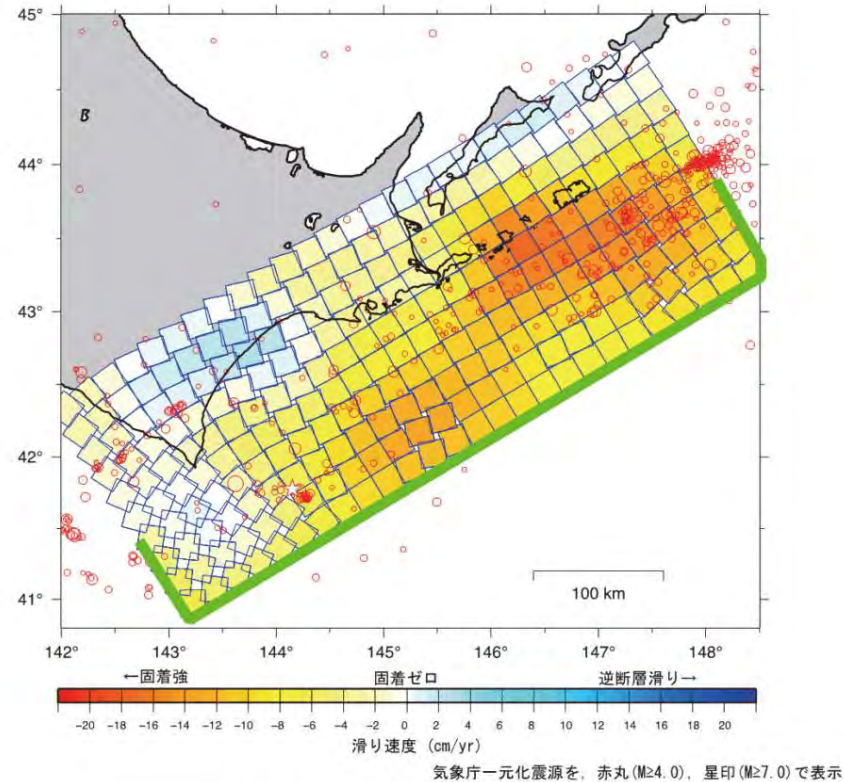 45°
44°
43°
42°
41°
100 km
142° 143° 144° 145° 146° 147° 148°
←固着強 固着ゼロ 逆断層滑り→
-20 -18 -16 -14 -12 -10 -8 -6 -4 -2 0 2 4 6 8 10 12 14 16 18 20
滑り速度 (cm/yr)
気象庁一元化震源を，赤丸(M≥4.0)，星印(M≥7.0)で表示